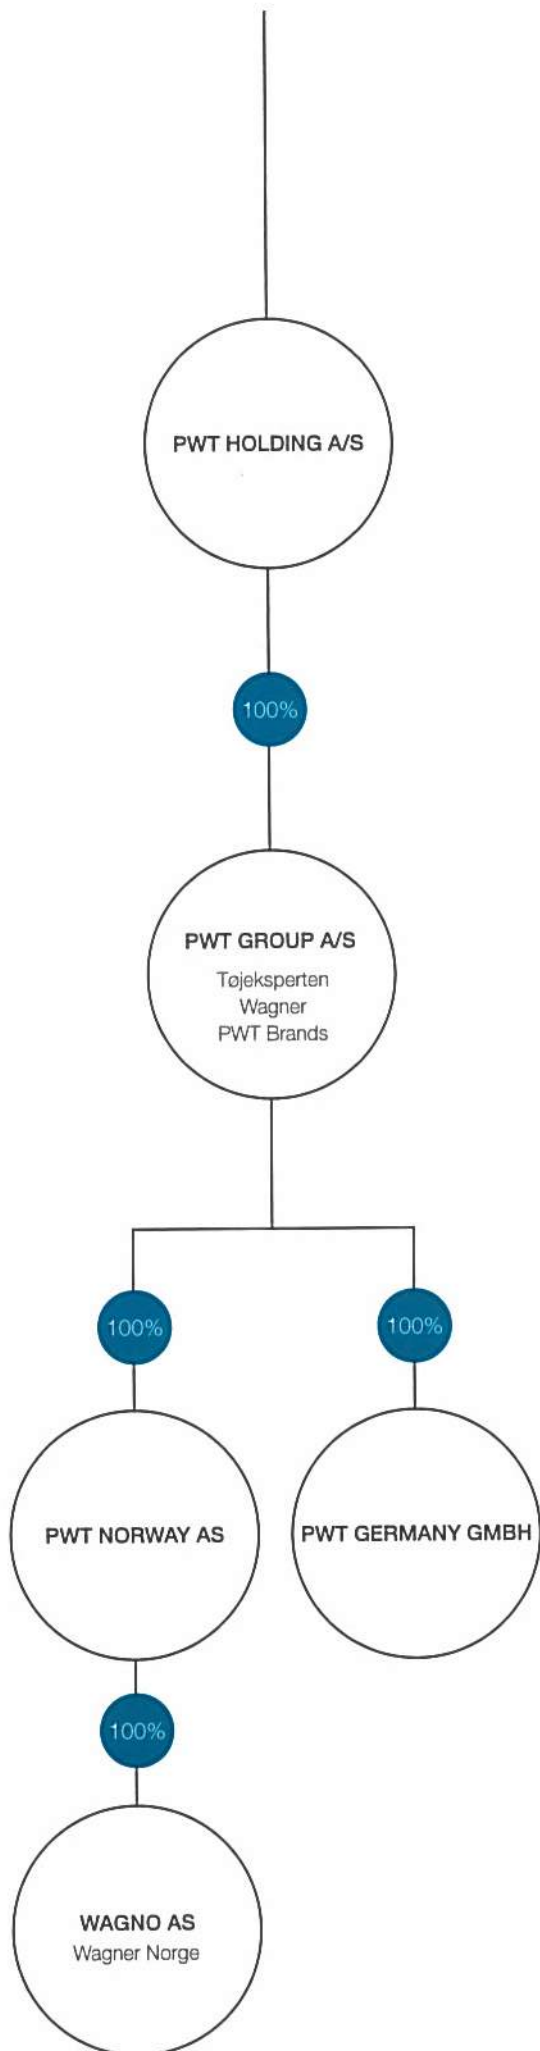 PWT HOLDING A/S
100%
PWT GROUP A/S
Tøjeksperten
Wagner
PWT Brands
100%
100%
PWT NORWAY AS
PWT GERMANY GMBH
100%
WAGNO AS
Wagner Norge